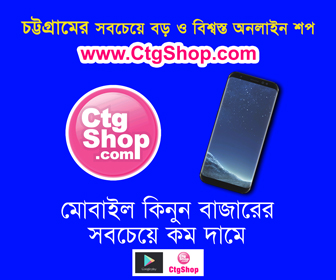 চট্টগ্রামের সবচেয়ে বড় ও বিশ্বস্ত অনলাইন শপ
www.CtgShop.com
Ctg
Shop
.com
মোবাইল কিনুন বাজারের
সবচেয়ে কম দামে
CtgShop